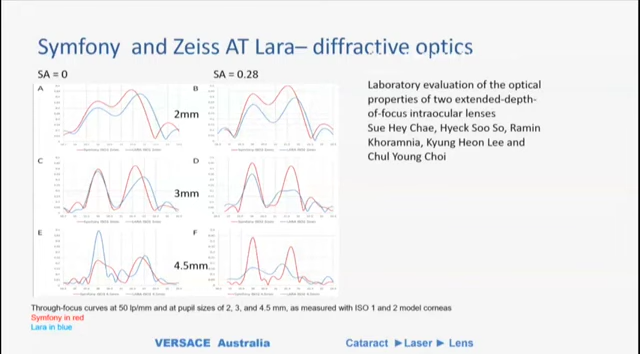 Symfony and Zeiss AT Lara– diffractive optics
SA = 0
SA = 0.28
A
B
2mm
C
D
3mm
E
F
4.5mm
Laboratory evaluation of the optical
properties of two extended-depth-
of-focus intraocular lenses
Sue Hey Chae, Hyeck Soo So, Ramin
Khoramnia, Kyung Heon Lee and
Chul Young Choi
Through-focus curves at 50 lp/mm and at pupil sizes of 2, 3, and 4.5 mm, as measured with ISO 1 and 2 model corneas
Symfony in red
Lara in blue
VERSACE Australia
Cataract ►Laser ► Lens